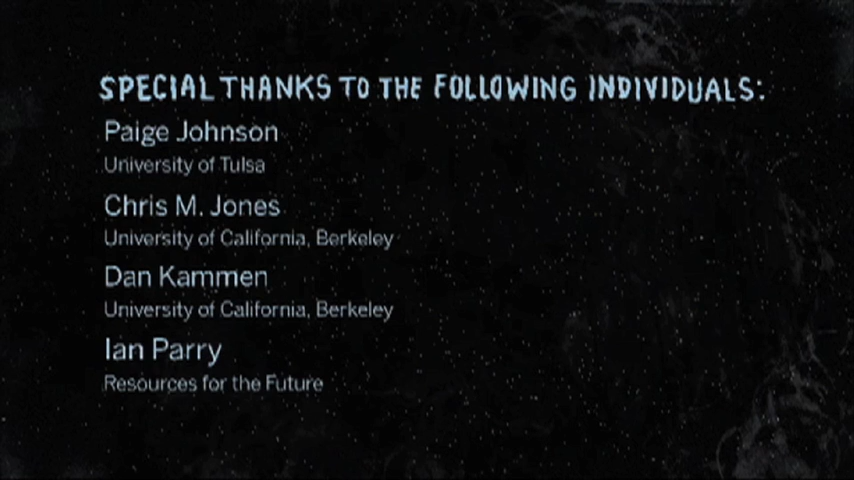 SPECIAL THANKS TO THE FOLLOWING INDIVIDUALS:
Paige Johnson
University of Tulsa
Chris M. Jones
University of California, Berkeley
Dan Kammen
University of California, Berkeley
Ian Parry
Resources for the Future